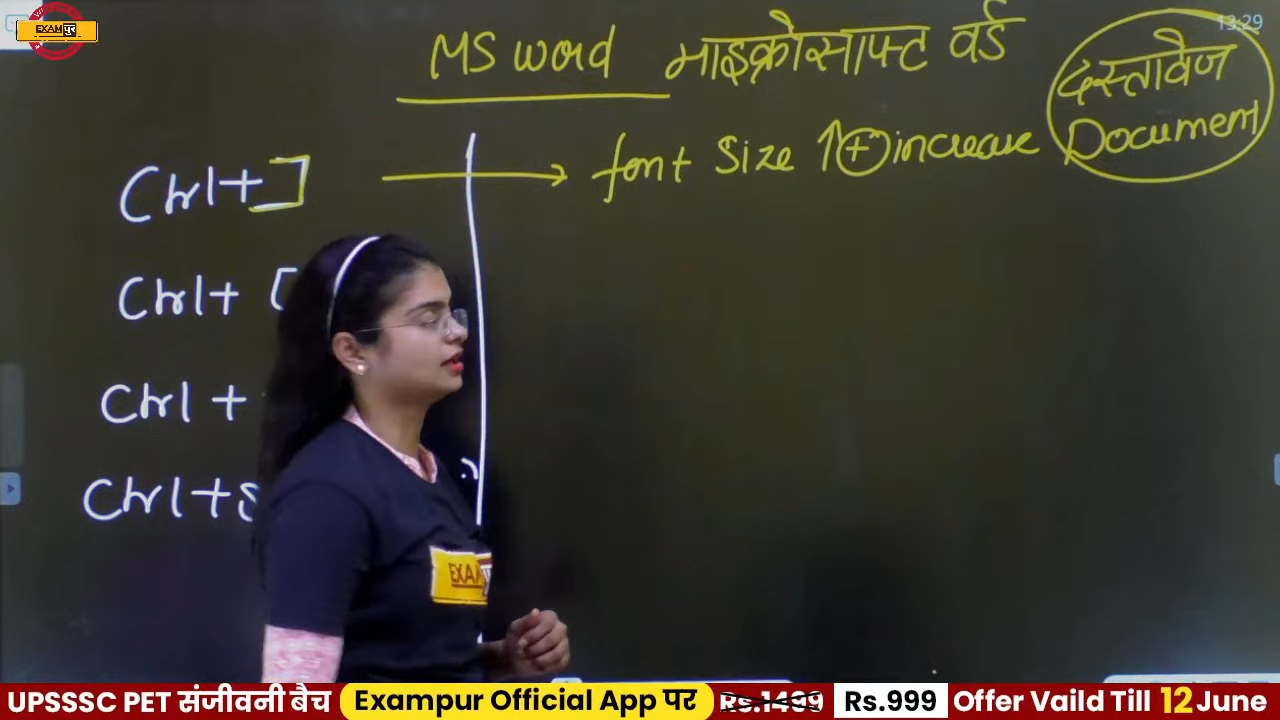 EXAMपुर
13:29
MS word माइक्रोसाफ्ट वर्ड
दस्तावेज
Document
Ctrl+]
font Size ↑⊕increase
Ctrl+ [
Ctrl +
Ctrl+S
EXAM
UPSSSC PET संजीवनी बैच Exampur Official App पर Rs.1499 Rs.999 Offer Vaild Till 12 June